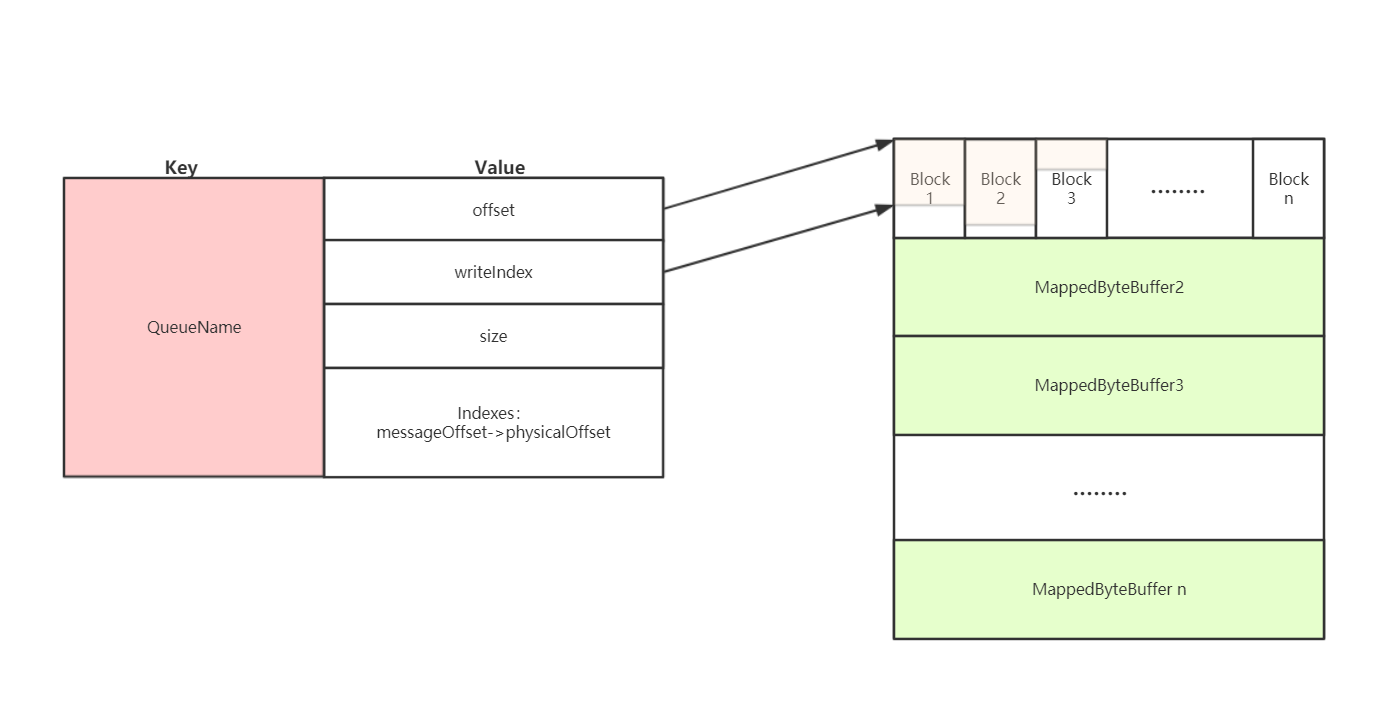 Key
Value
QueueName
offset
writeIndex
size
Indexes:
messageOffset->physicalOffset
Block
1
Block
2
Block
3
........
Block
n
MappedByteBuffer2
MappedByteBuffer3
........
MappedByteBuffer n